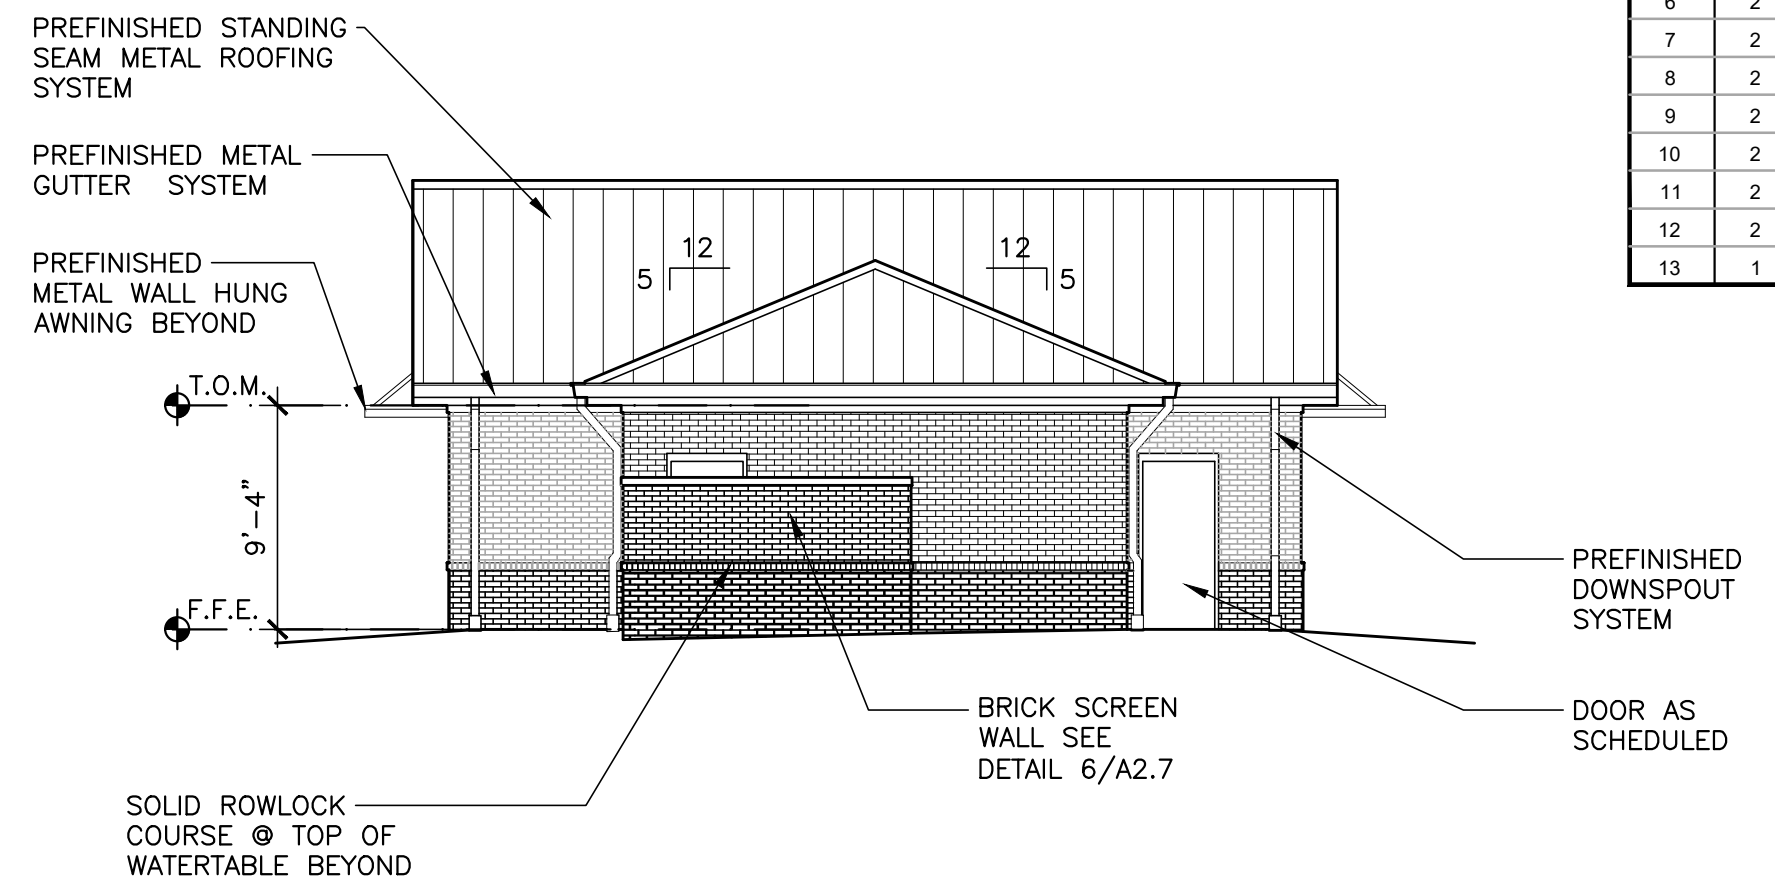 PREFINISHED STANDING
SEAM METAL ROOFING
SYSTEM
PREFINISHED METAL
GUTTER SYSTEM
PREFINISHED
METAL WALL HUNG
AWNING BEYOND
12
5
12
5
T.O.M.
9'-4"
F.F.E.
PREFINISHED
DOWNSPOUT
SYSTEM
BRICK SCREEN
WALL SEE
DETAIL 6/A2.7
DOOR AS
SCHEDULED
SOLID ROWLOCK
COURSE @ TOP OF
WATERTABLE BEYOND
6 2
7 2
8 2
9 2
10 2
11 2
12 2
13 1